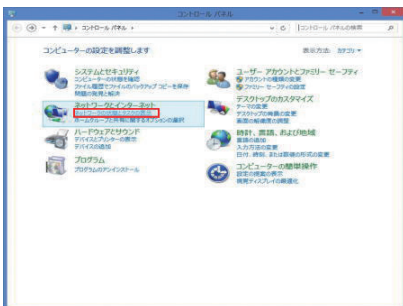 コントロール パネル
コントロール パネル
コントロール パネルの検索
コンピューターの設定を調整します
表示方法: カテゴリ
システムとセキュリティ
コンピューターの状態を確認
ファイル履歴でファイルのバックアップ コピーを保存
問題の発見と解決
ネットワークとインターネット
ネットワークの状態とタスクの表示
ホームグループと共有に関するオプションの選択
ハードウェアとサウンド
デバイスとプリンターの表示
デバイスの追加
プログラム
プログラムのアンインストール
ユーザー アカウントとファミリー セーフティ
アカウントの種類の変更
ファミリー セーフティの設定
デスクトップのカスタマイズ
テーマの変更
デスクトップの背景の変更
画面の解像度の調整
時計、言語、および地域
言語の追加
入力方法の変更
日付、時刻、または数値の形式の変更
コンピューターの簡単操作
設定の提案の表示
視覚ディスプレイの最適化